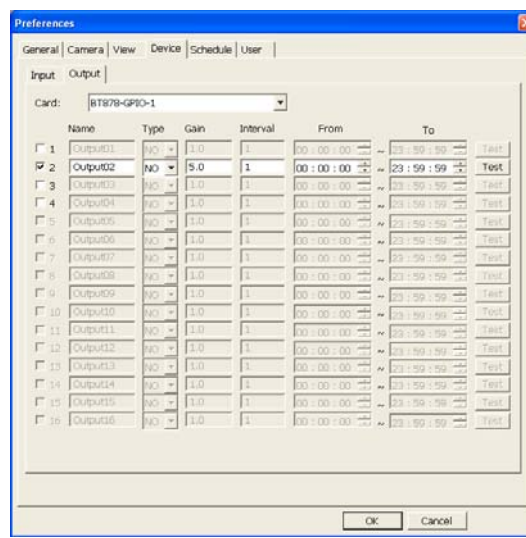 Preferences
General Camera View Device Schedule User
Input Output
Card: BT878-GPIO-1
Name Type Gain Interval From To
1 Output01 NO 1.0 1 00 : 00 : 00 ~ 23 : 59 : 59 Test
2 Output02 NO 5.0 1 00 : 00 : 00 ~ 23 : 59 : 59 Test
3 Output03 NO 1.0 1 00 : 00 : 00 ~ 23 : 59 : 59 Test
4 Output04 NO 1.0 1 00 : 00 : 00 ~ 23 : 59 : 59 Test
5 Output05 NO 1.0 1 00 : 00 : 00 ~ 23 : 59 : 59 Test
6 Output06 NO 1.0 1 00 : 00 : 00 ~ 23 : 59 : 59 Test
7 Output07 NO 1.0 1 00 : 00 : 00 ~ 23 : 59 : 59 Test
8 Output08 NO 1.0 1 00 : 00 : 00 ~ 23 : 59 : 59 Test
9 Output09 NO 1.0 1 00 : 00 : 00 ~ 23 : 59 : 59 Test
10 Output10 NO 1.0 1 00 : 00 : 00 ~ 23 : 59 : 59 Test
11 Output11 NO 1.0 1 00 : 00 : 00 ~ 23 : 59 : 59 Test
12 Output12 NO 1.0 1 00 : 00 : 00 ~ 23 : 59 : 59 Test
13 Output13 NO 1.0 1 00 : 00 : 00 ~ 23 : 59 : 59 Test
14 Output14 NO 1.0 1 00 : 00 : 00 ~ 23 : 59 : 59 Test
15 Output15 NO 1.0 1 00 : 00 : 00 ~ 23 : 59 : 59 Test
16 Output16 NO 1.0 1 00 : 00 : 00 ~ 23 : 59 : 59 Test
OK Cancel